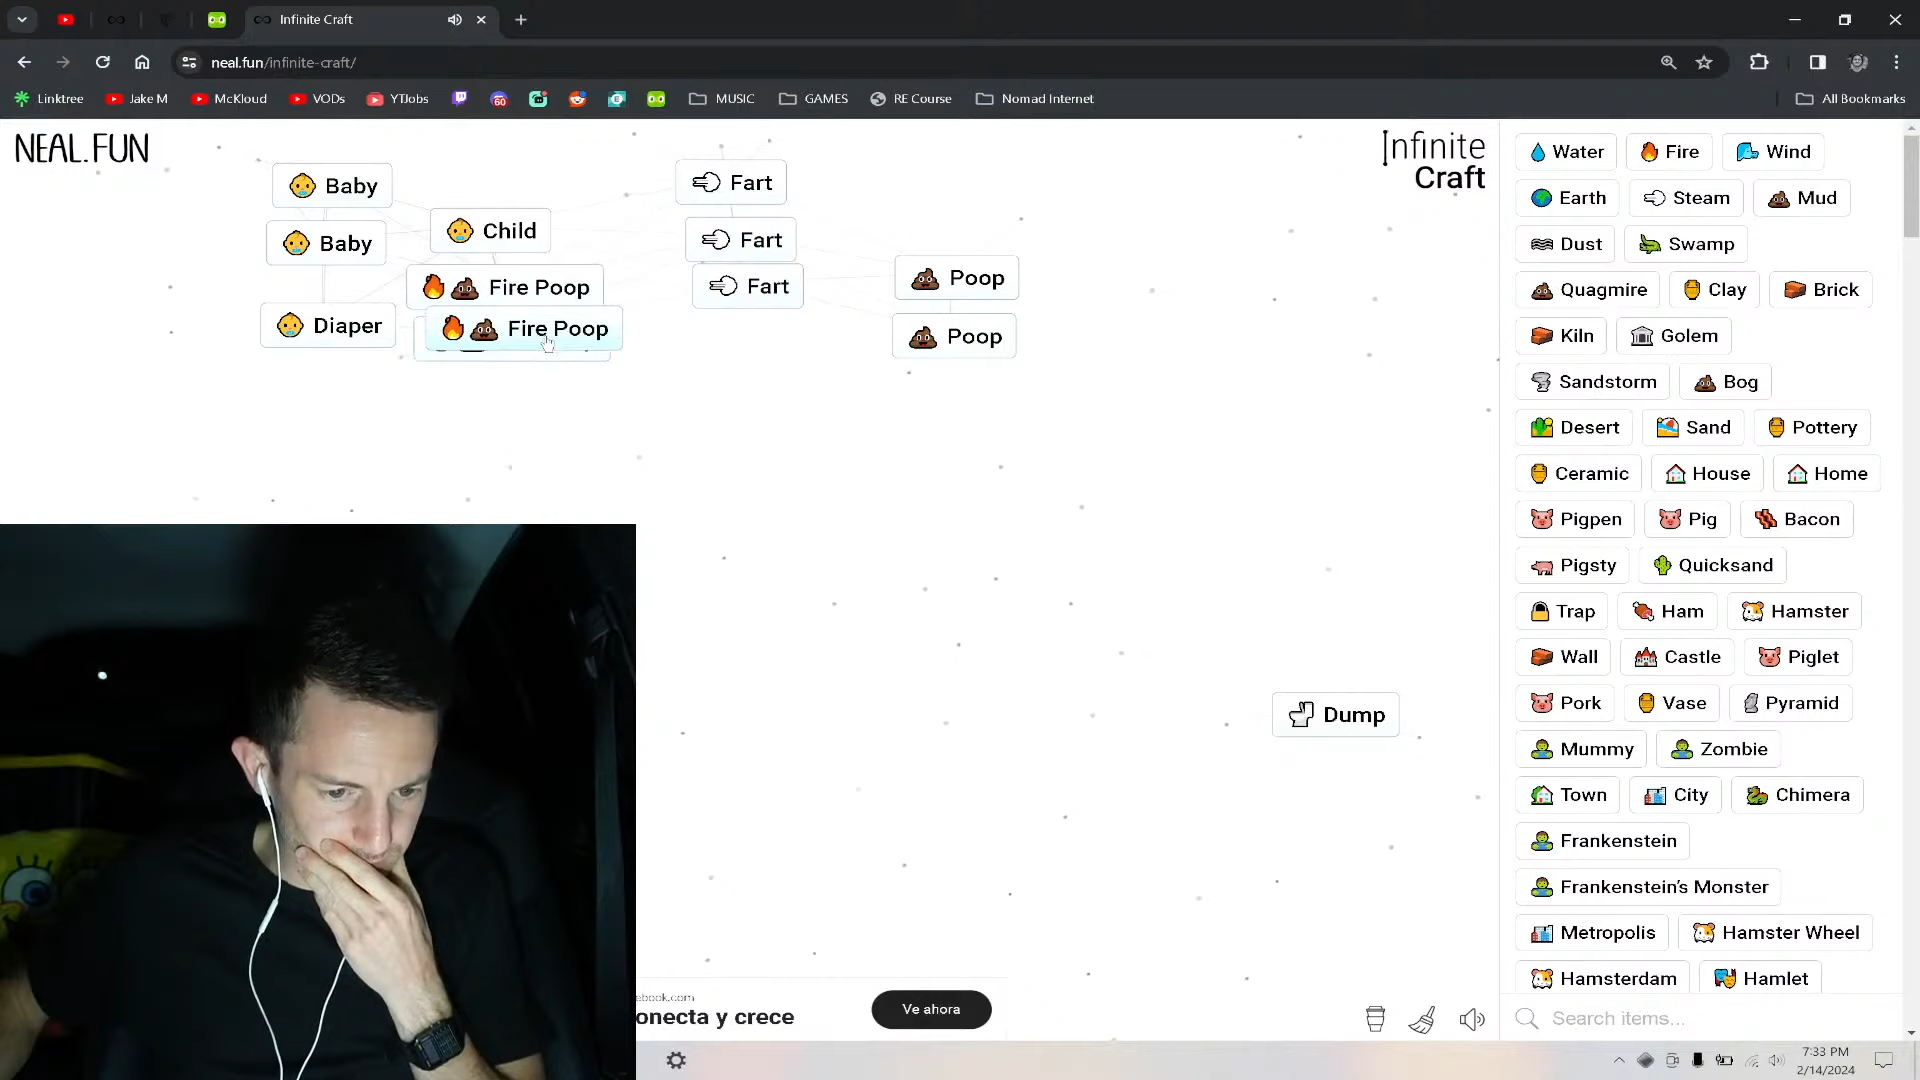 Infinite Craft
neal.fun/infinite-craft/
Linktree
Jake M
McKloud
VODs
YTJobs
60
MUSIC
GAMES
RE Course
Nomad Internet
All Bookmarks
NEAL.FUN
Infinite
Craft
Baby
Baby
Child
Fire Poop
Diaper
Fire Poop
Fart
Fart
Fart
Poop
Poop
Dump
Water Fire Wind
Earth Steam Mud
Dust Swamp
Quagmire Clay Brick
Kiln Golem
Sandstorm Bog
Desert Sand Pottery
Ceramic House Home
Pigpen Pig Bacon
Pigsty Quicksand
Trap Ham Hamster
Wall Castle Piglet
Pork Vase Pyramid
Mummy Zombie
Town City Chimera
Frankenstein
Frankenstein's Monster
Metropolis Hamster Wheel
Hamsterdam Hamlet
Search items...
ebook.com
onecta y crece
Ve ahora
7:33 PM
2/14/2024